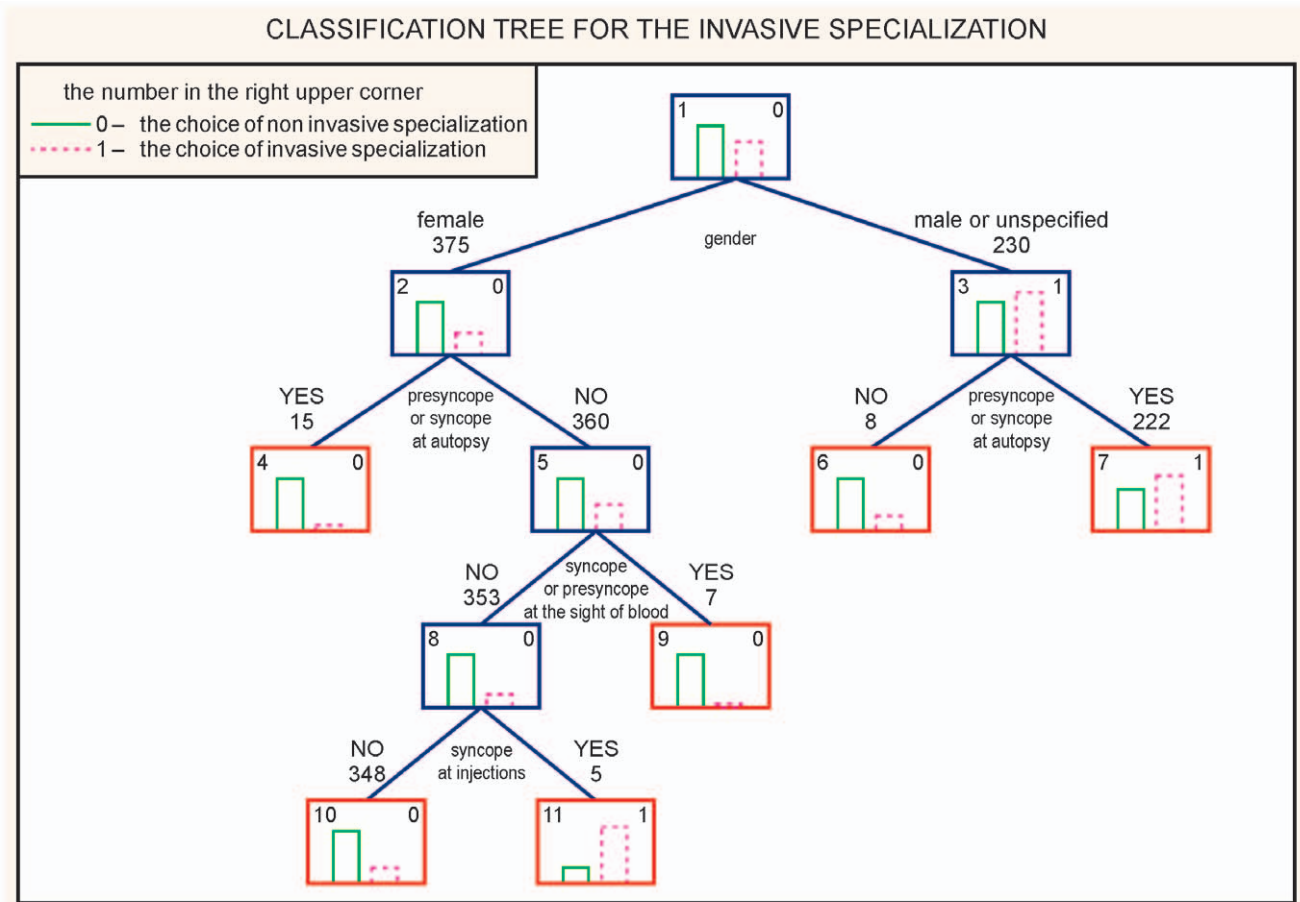 CLASSIFICATION TREE FOR THE INVASIVE SPECIALIZATION
the number in the right upper corner
0 – the choice of non invasive specialization
1 – the choice of invasive specialization
1 0
female
375
gender
male or unspecified
230
2 0
3 1
YES
15
presyncope
or syncope
at autopsy
NO
360
NO
8
presyncope
or syncope
at autopsy
YES
222
4 0
5 0
6 0
7 1
NO
353
syncope
or presyncope
at the sight of blood
YES
7
8 0
9 0
NO
348
syncope
at injections
YES
5
10 0
11 1